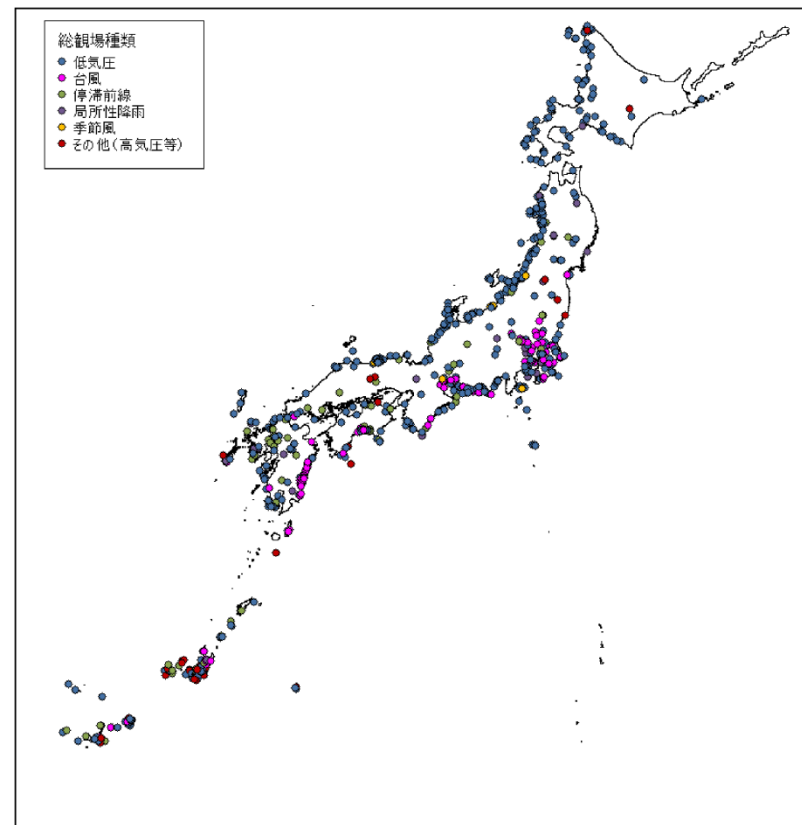 総観場種類
低気圧
台風
停滞前線
局所性降雨
季節風
その他(高気圧等)